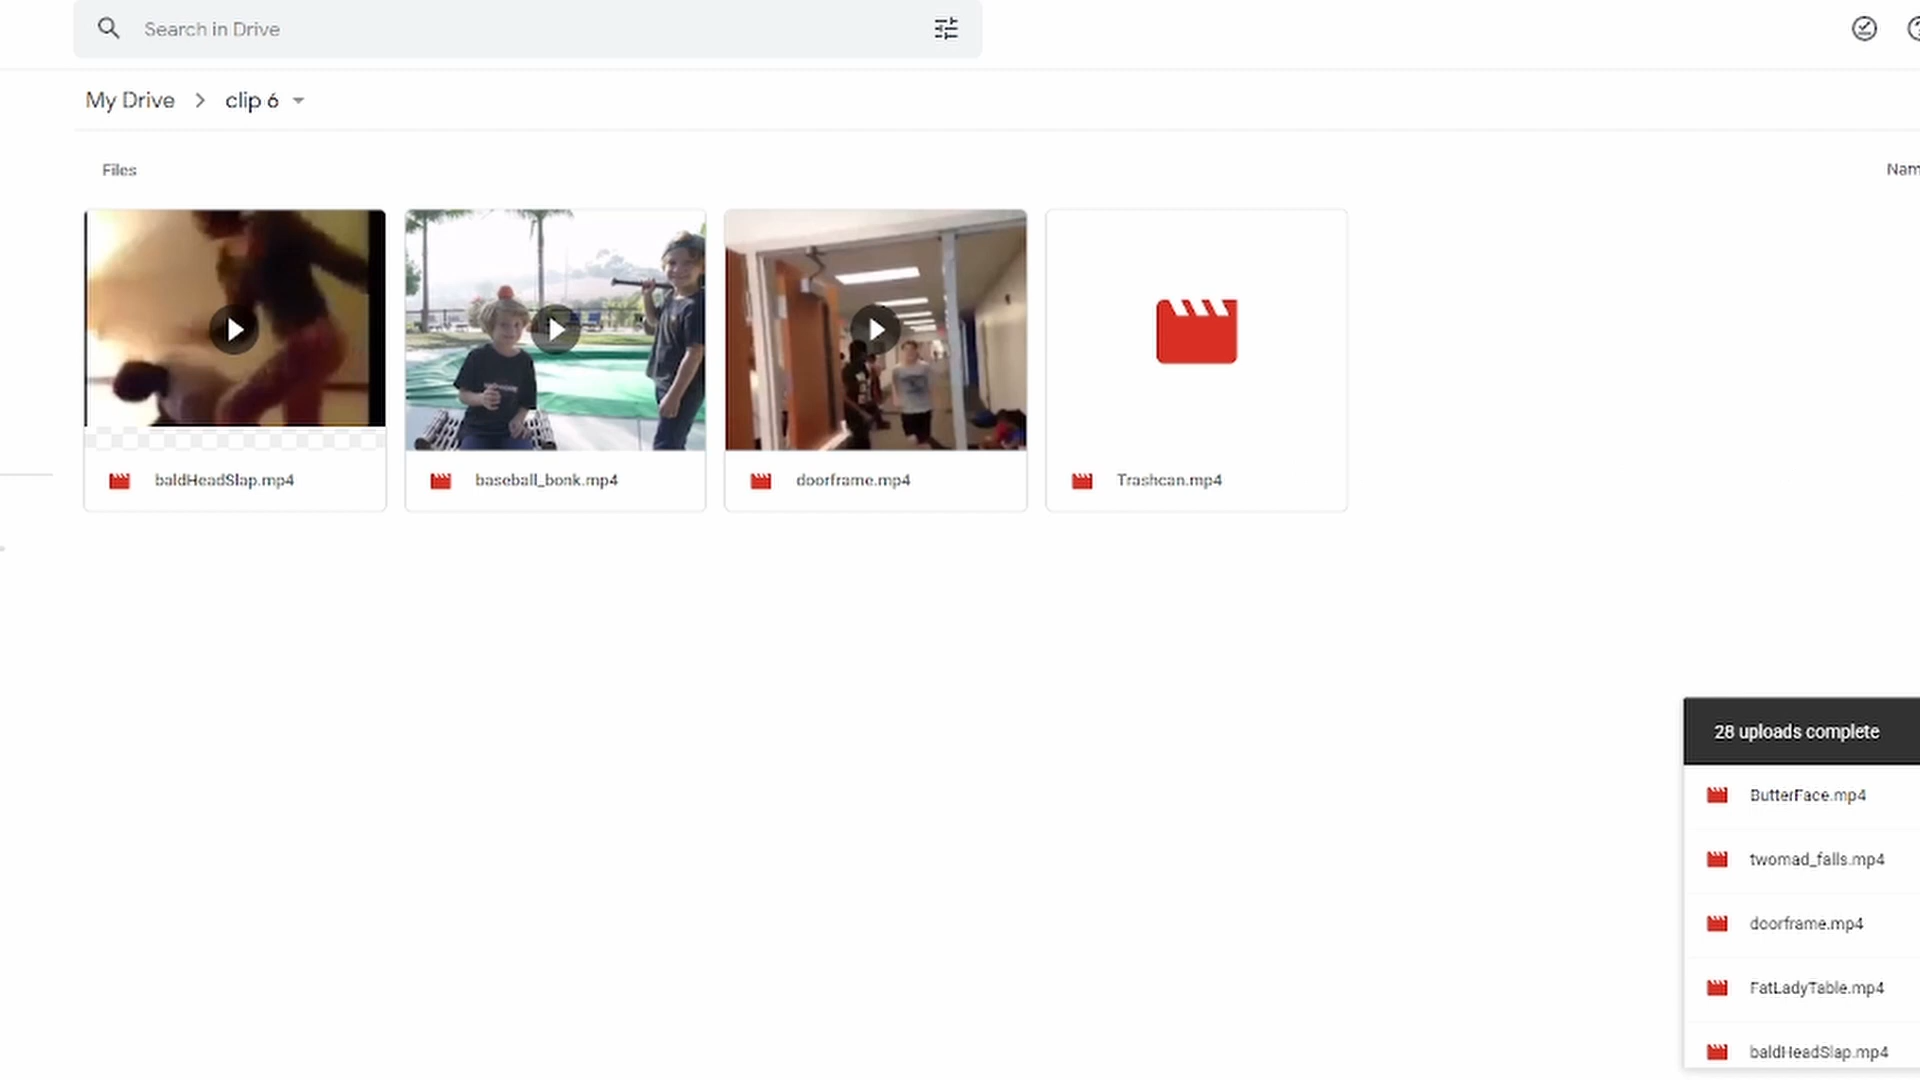 Search in Drive
My Drive
clip 6
Files
baldHeadSlap.mp4
baseball_bonk.mp4
doorframe.mp4
Trashcan.mp4
28 uploads complete
ButterFace.mp4
twomad_falls.mp4
doorframe.mp4
FatLadyTable.mp4
baldHeadSlap.mp4